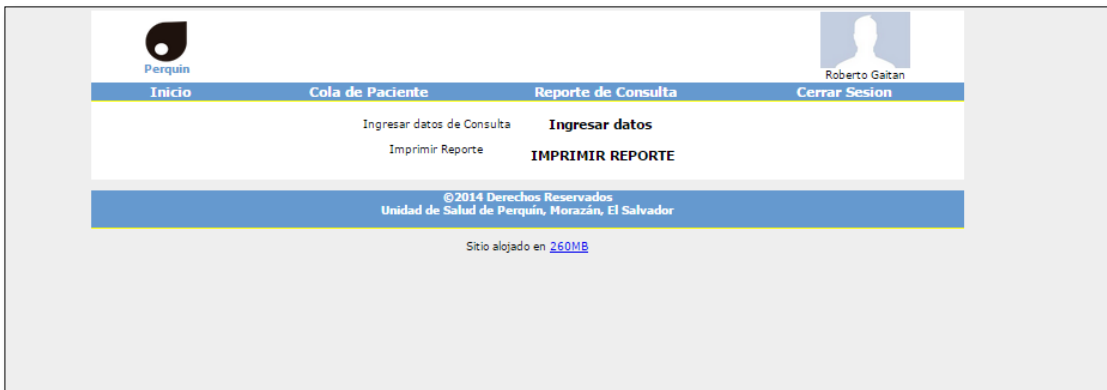 Perquin
Roberto Gaitan
Inicio Cola de Paciente Reporte de Consulta Cerrar Sesion
Ingresar datos de Consulta Ingresar datos
Imprimir Reporte IMPRIMIR REPORTE
©2014 Derechos Reservados
Unidad de Salud de Perquín, Morazán, El Salvador
Sitio alojado en 260MB